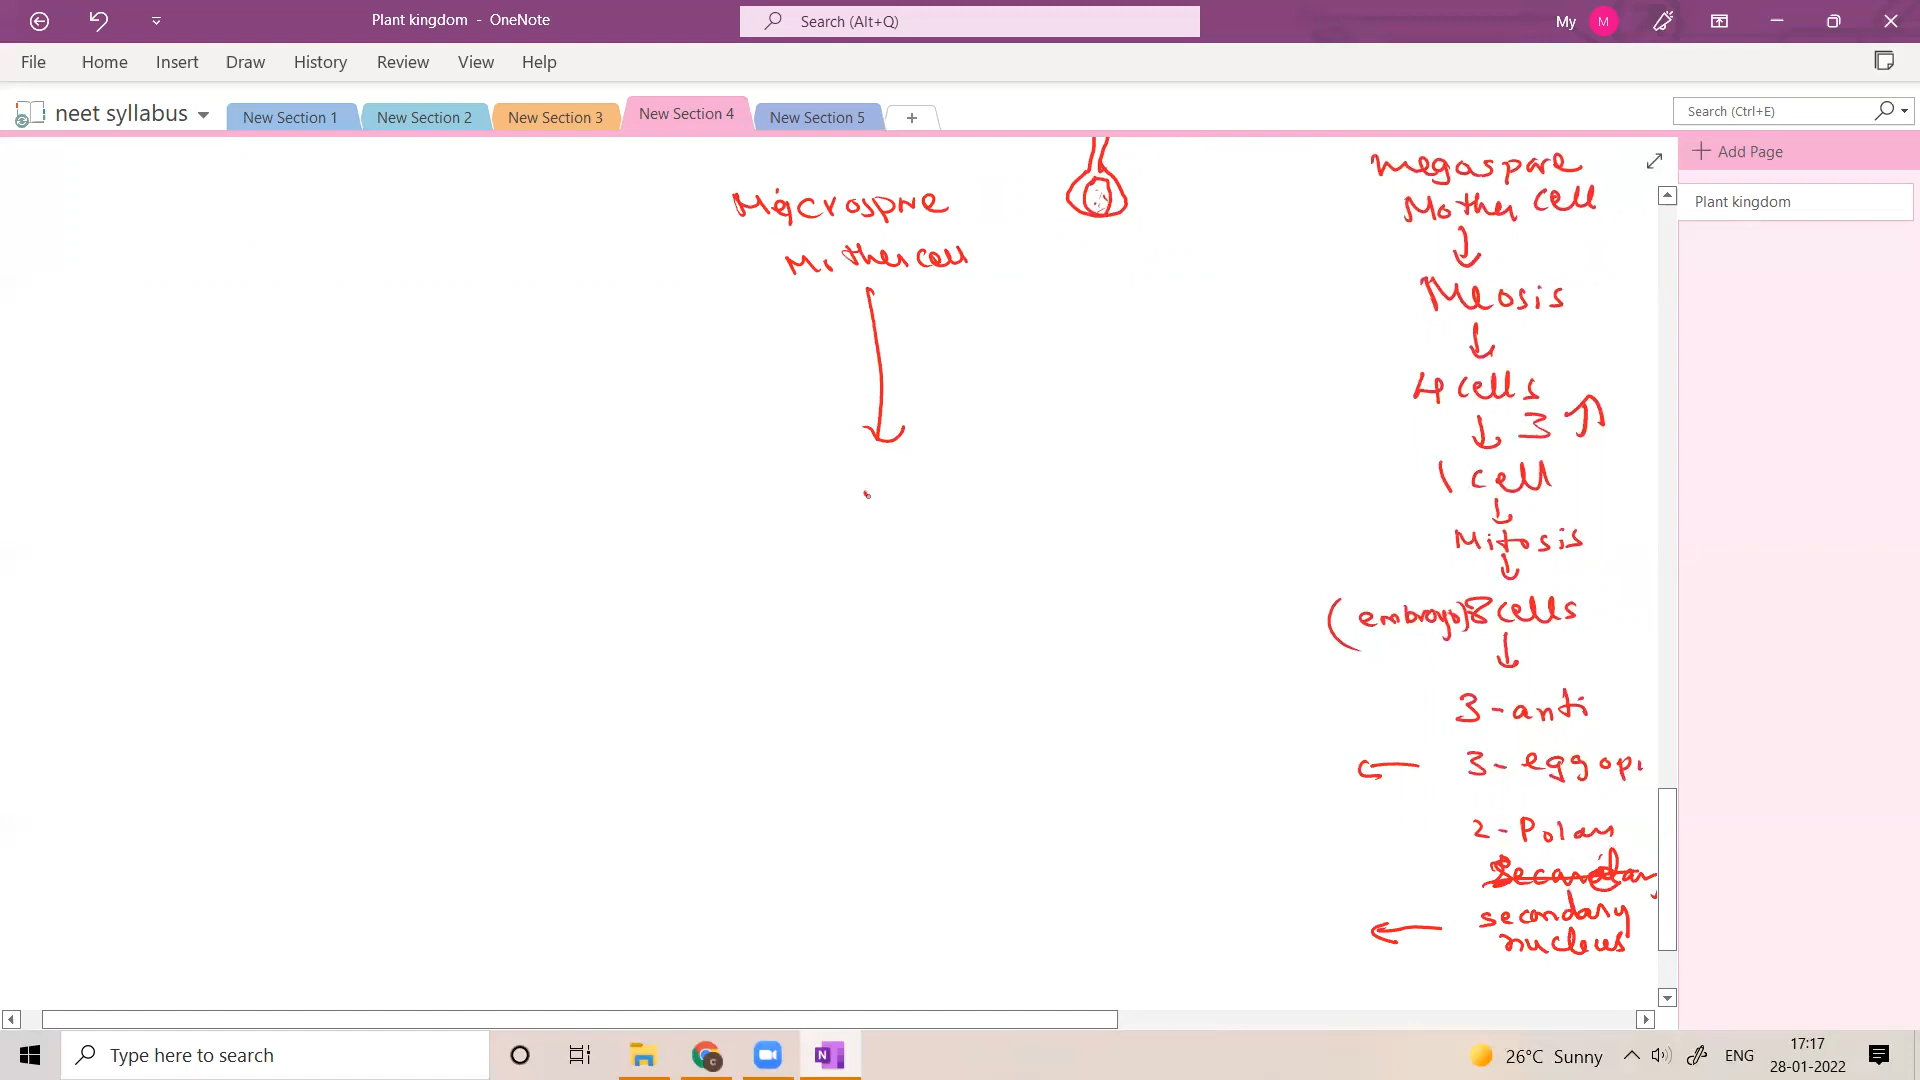 Plant kingdom - OneNote
Search (Alt+Q)
My
M
File Home Insert Draw History Review View Help
neet syllabus
New Section 1
New Section 2
New Section 3
New Section 4
New Section 5
+
Search (Ctrl+E)
Add Page
Plant kingdom
Mother cell
megaspore
Mother cell
Meosis
4 cells
3
1 cell
Mitosis
(embroyo) 8 cells
3-anti
3-egg
2-Polar
secondary
nucleus
Type here to search
26°C Sunny
ENG
17:17
28-01-2022